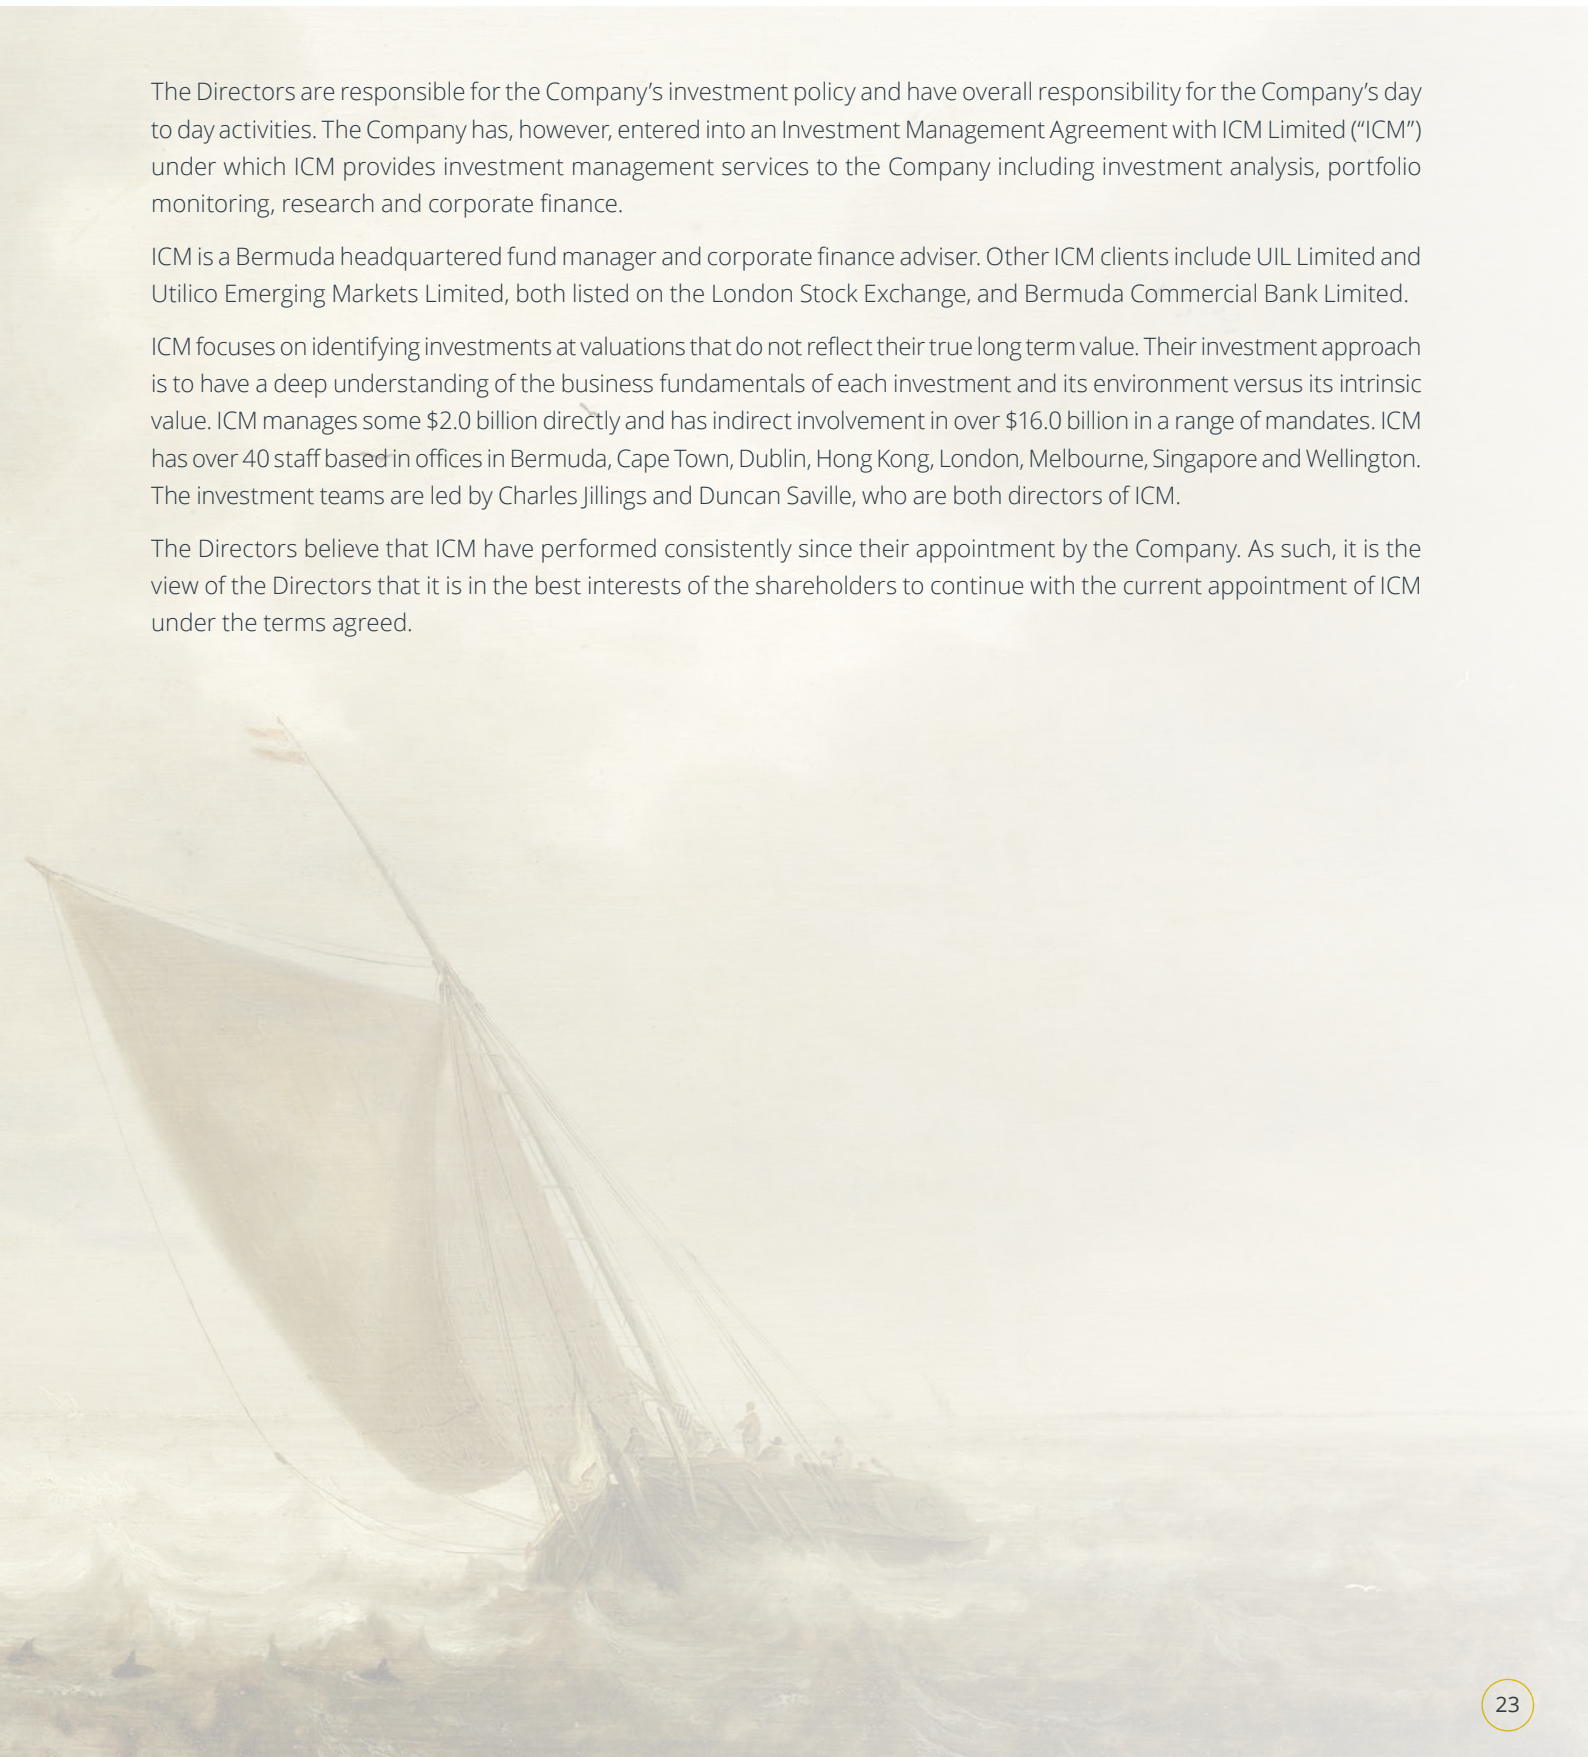 The Directors are responsible for the Company’s investment policy and have overall responsibility for the Company’s day
to day activities. The Company has, however, entered into an Investment Management Agreement with ICM Limited (“ICM”)
under which ICM provides investment management services to the Company including investment analysis, portfolio
monitoring, research and corporate finance.
ICM is a Bermuda headquartered fund manager and corporate finance adviser. Other ICM clients include UIL Limited and
Utilico Emerging Markets Limited, both listed on the London Stock Exchange, and Bermuda Commercial Bank Limited.
ICM focuses on identifying investments at valuations that do not reflect their true long term value. Their investment approach
is to have a deep understanding of the business fundamentals of each investment and its environment versus its intrinsic
value. ICM manages some $2.0 billion directly and has indirect involvement in over $16.0 billion in a range of mandates. ICM
has over 40 staff based in offices in Bermuda, Cape Town, Dublin, Hong Kong, London, Melbourne, Singapore and Wellington.
The investment teams are led by Charles Jillings and Duncan Saville, who are both directors of ICM.
The Directors believe that ICM have performed consistently since their appointment by the Company. As such, it is the
view of the Directors that it is in the best interests of the shareholders to continue with the current appointment of ICM
under the terms agreed.
23